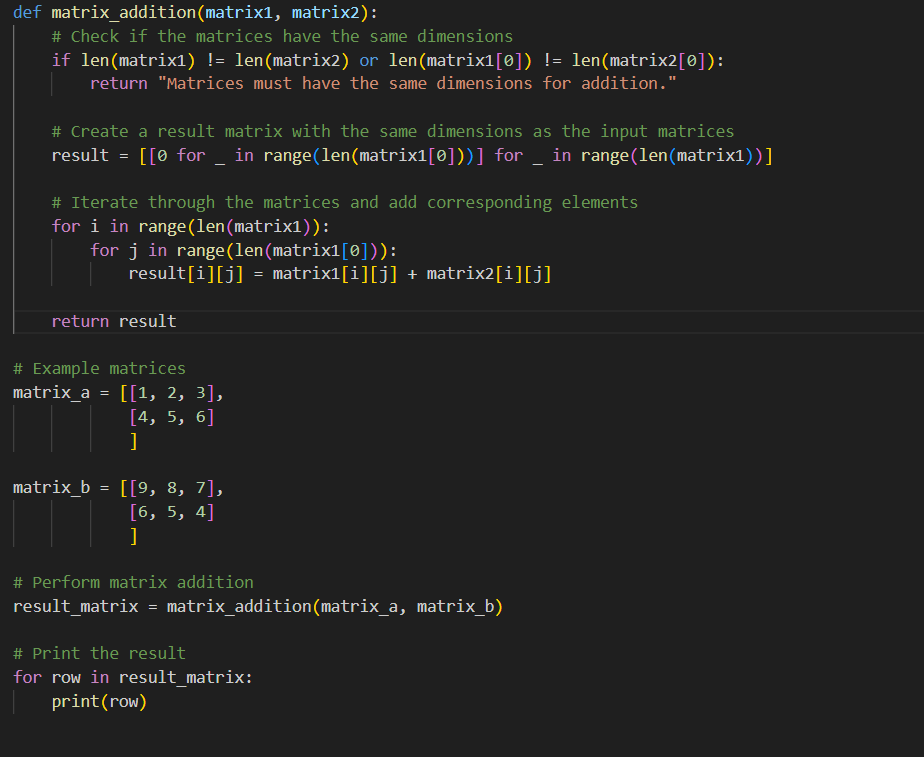 def matrix_addition(matrix1, matrix2):
    # Check if the matrices have the same dimensions
    if len(matrix1) != len(matrix2) or len(matrix1[0]) != len(matrix2[0]):
        return "Matrices must have the same dimensions for addition."

    # Create a result matrix with the same dimensions as the input matrices
    result = [[0 for _ in range(len(matrix1[0]))] for _ in range(len(matrix1))]

    # Iterate through the matrices and add corresponding elements
    for i in range(len(matrix1)):
        for j in range(len(matrix1[0])):
            result[i][j] = matrix1[i][j] + matrix2[i][j]

    return result

# Example matrices
matrix_a = [[1, 2, 3],
            [4, 5, 6]
            ]

matrix_b = [[9, 8, 7],
            [6, 5, 4]
            ]

# Perform matrix addition
result_matrix = matrix_addition(matrix_a, matrix_b)

# Print the result
for row in result_matrix:
    print(row)